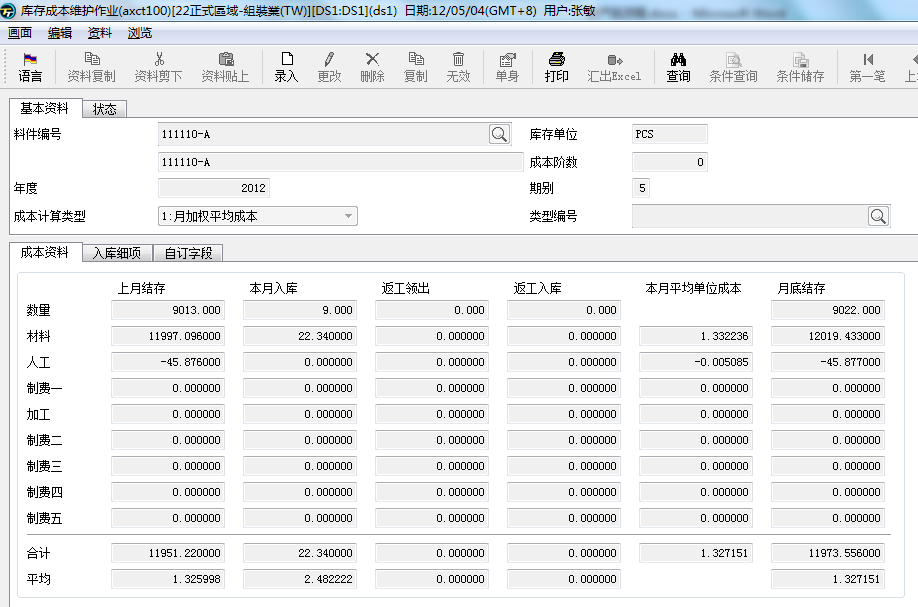 库存成本维护作业(axct100)[22正式區域-组装業(TW)][DS1:DS1](ds1) 日期:12/05/04(GMT+8) 用户:张敏
画面 编辑 资料 浏览
语言 资料复制 资料剪下 资料贴上 录入 更改 删除 复制 无效 单身 打印 汇出Excel 查询 条件查询 条件储存 第一笔
基本资料 状态
料件编号 111110-A 库存单位 PCS
111110-A 成本阶数 0
年度 2012 期别 5
成本计算类型 1:月加权平均成本 类型编号
成本资料 入库细项 自订字段
上月结存 本月入库 返工领出 返工入库 本月平均单位成本 月底结存
数量 9013.000 9.000 0.000 0.000 9022.000
材料 11997.096000 22.340000 0.000000 0.000000 1.332236 12019.433000
人工 -45.876000 0.000000 0.000000 0.000000 -0.005085 -45.877000
制费一 0.000000 0.000000 0.000000 0.000000 0.000000 0.000000
加工 0.000000 0.000000 0.000000 0.000000 0.000000 0.000000
制费二 0.000000 0.000000 0.000000 0.000000 0.000000 0.000000
制费三 0.000000 0.000000 0.000000 0.000000 0.000000 0.000000
制费四 0.000000 0.000000 0.000000 0.000000 0.000000 0.000000
制费五 0.000000 0.000000 0.000000 0.000000 0.000000 0.000000
合计 11951.220000 22.340000 0.000000 0.000000 1.327151 11973.556000
平均 1.325998 2.482222 0.000000 0.000000 1.327151